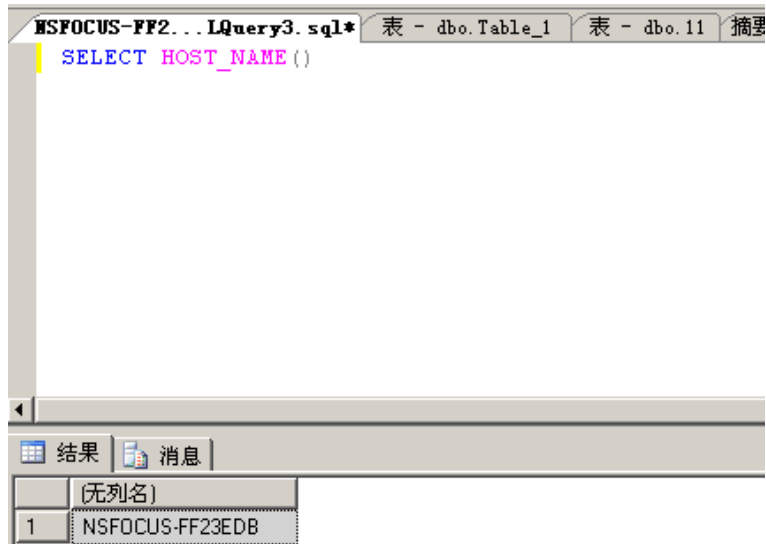 NSFOCUS-FF2...LQuery3.sql* 表 - dbo.Table_1 表 - dbo.11 摘要
SELECT HOST_NAME()
结果 消息
(无列名)
1 NSFOCUS-FF23EDB